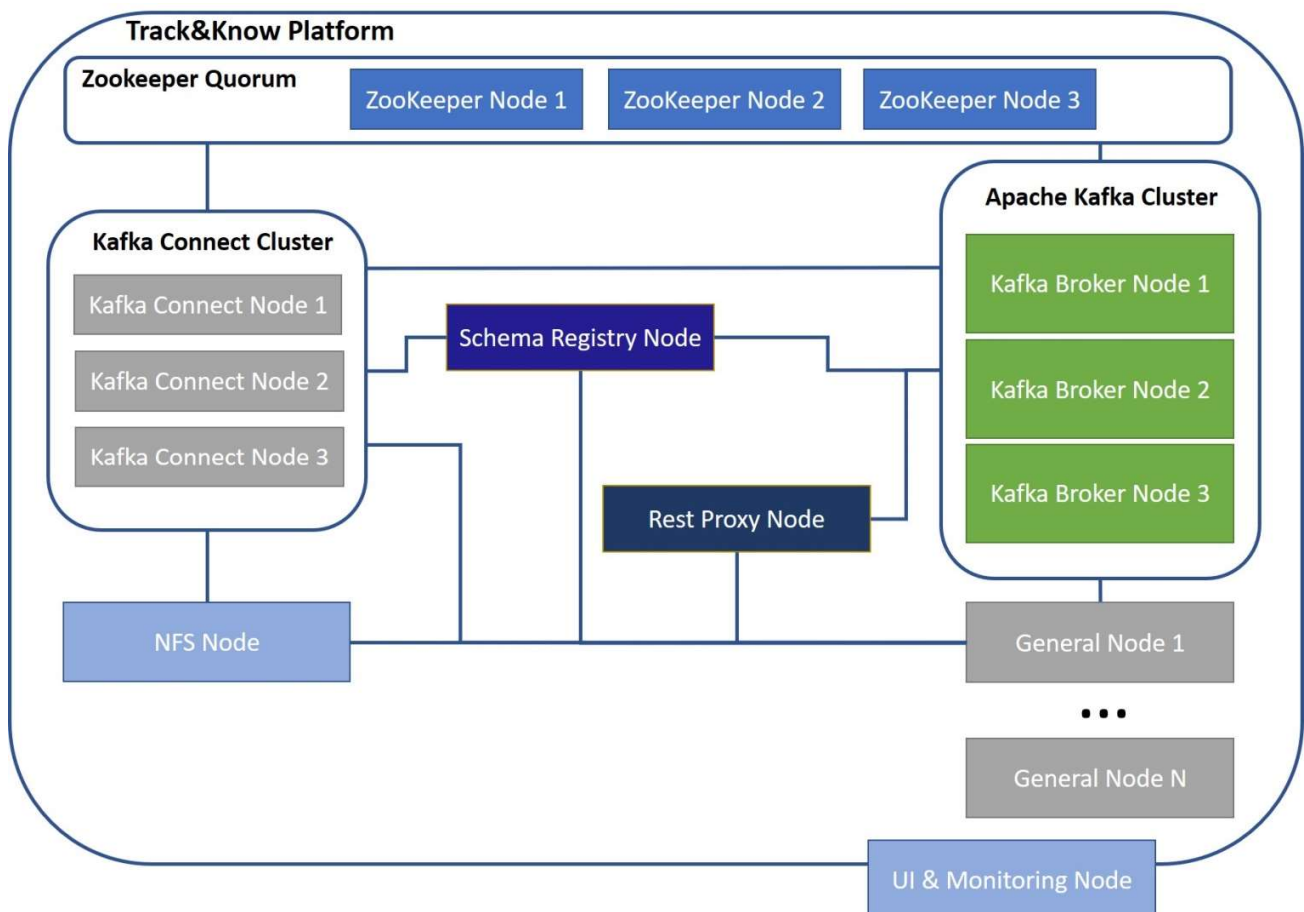 Track&Know Platform
Zookeeper Quorum
ZooKeeper Node 1
ZooKeeper Node 2
ZooKeeper Node 3
Kafka Connect Cluster
Kafka Connect Node 1
Kafka Connect Node 2
Kafka Connect Node 3
Schema Registry Node
Rest Proxy Node
Apache Kafka Cluster
Kafka Broker Node 1
Kafka Broker Node 2
Kafka Broker Node 3
NFS Node
General Node 1
...
General Node N
UI & Monitoring Node